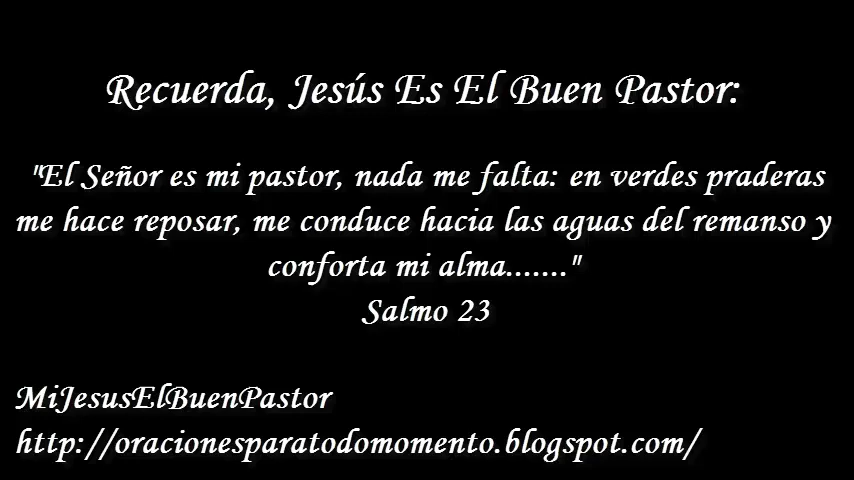 Recuerda, Jesús Es El Buen Pastor:
"El Señor es mi pastor, nada me falta: en verdes praderas
me hace reposar, me conduce hacia las aguas del remanso y
conforta mi alma......."
Salmo 23
MiJesusElBuenPastor
http://oracionesparatodomomento.blogspot.com/